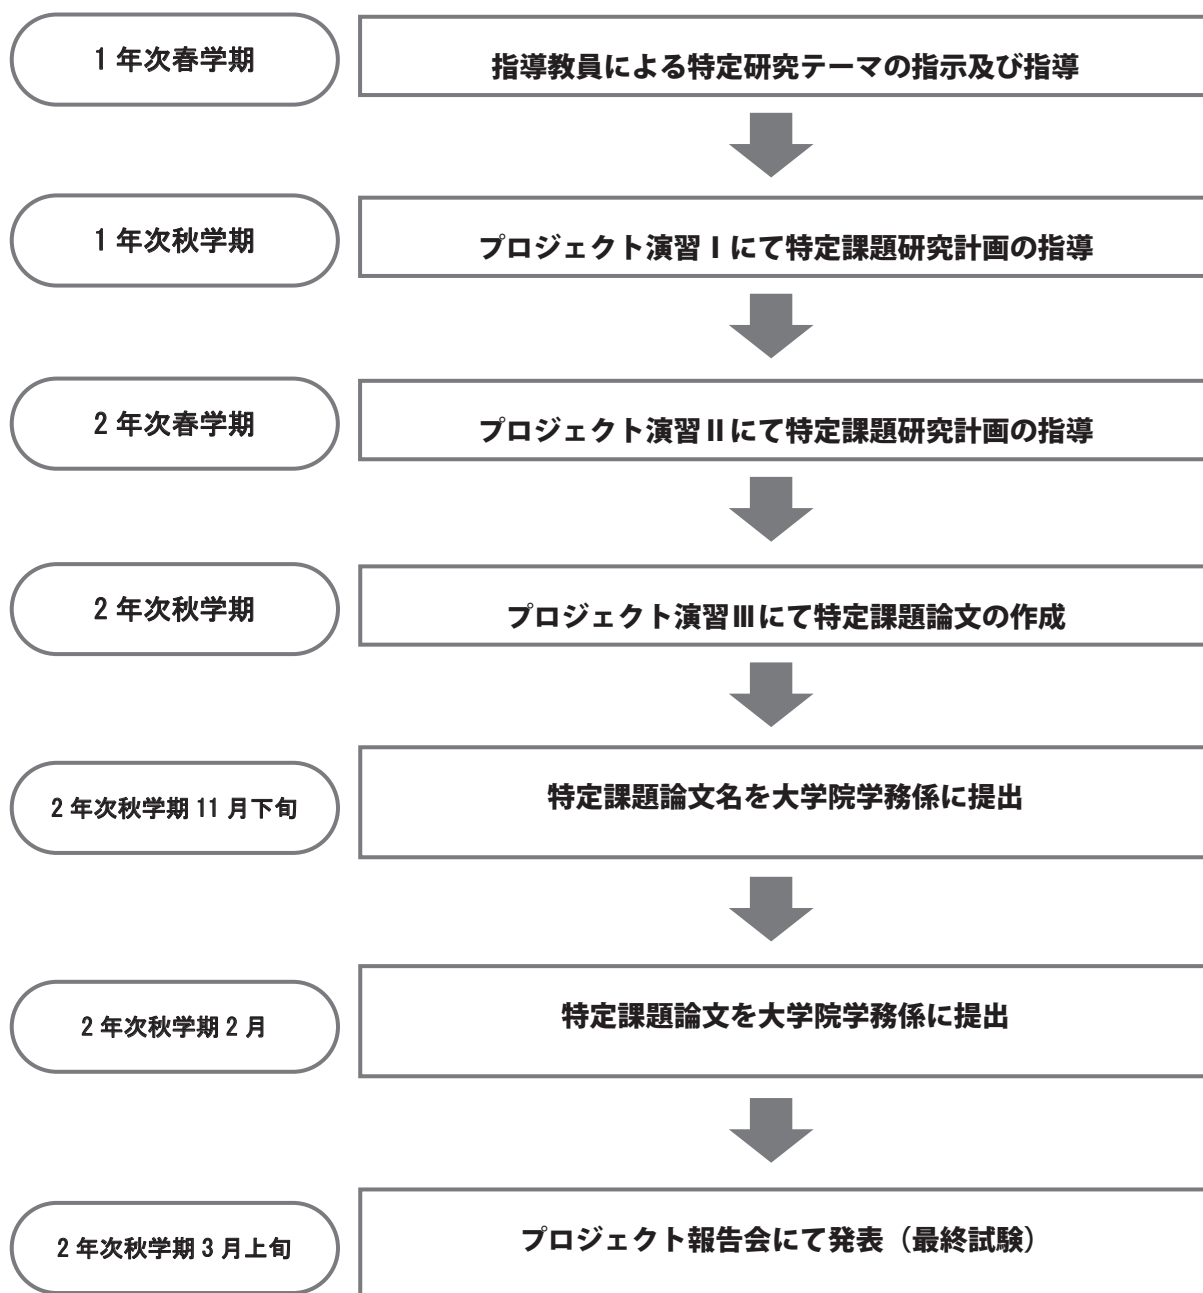 1 年次春学期
指導教員による特定研究テーマの指示及び指導
1 年次秋学期
プロジェクト演習Ⅰにて特定課題研究計画の指導
2 年次春学期
プロジェクト演習Ⅱにて特定課題研究計画の指導
2 年次秋学期
プロジェクト演習Ⅲにて特定課題論文の作成
2 年次秋学期 11 月下旬
特定課題論文名を大学院学務係に提出
2 年次秋学期 2 月
特定課題論文を大学院学務係に提出
2 年次秋学期 3 月上旬
プロジェクト報告会にて発表（最終試験）